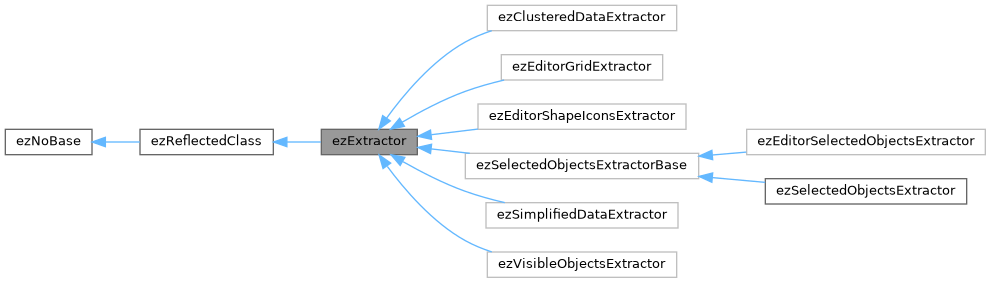 ezClusteredDataExtractor
ezEditorGridExtractor
ezEditorShapeIconsExtractor
ezNoBase
ezReflectedClass
ezExtractor
ezEditorSelectedObjectsExtractor
ezSelectedObjectsExtractorBase
ezSelectedObjectsExtractor
ezSimplifiedDataExtractor
ezVisibleObjectsExtractor